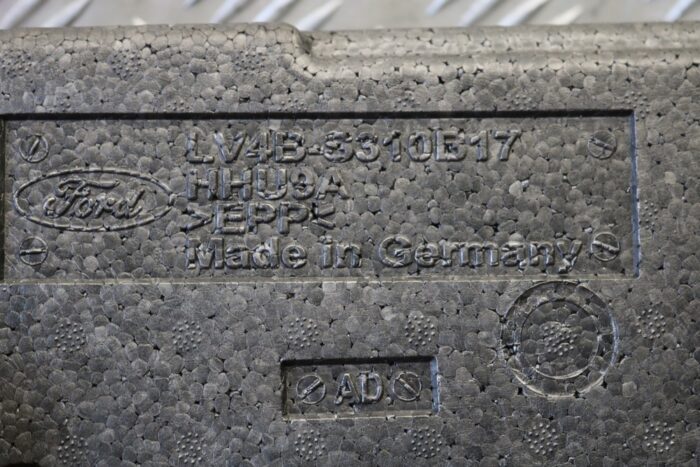 LV4B-S310B17
Ford
HHU9A
>EPP<
Made in Germany
AD